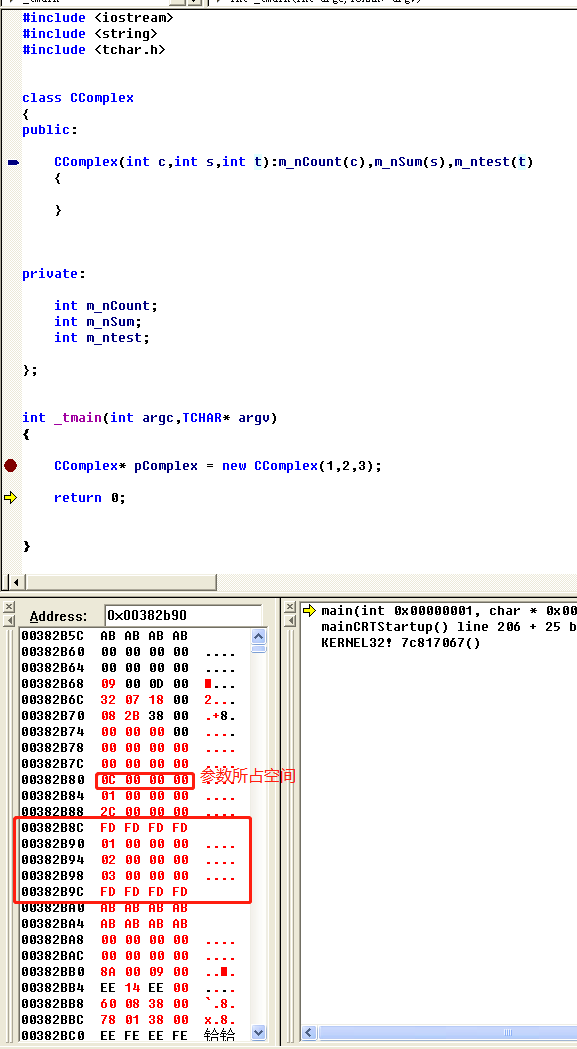 #include <iostream>
#include <string>
#include <tchar.h>
class CComplex
{
public:
CComplex(int c,int s,int t):m_nCount(c),m_nSum(s),m_ntest(t)
{
}
private:
int m_nCount;
int m_nSum;
int m_ntest;
};
int _tmain(int argc,TCHAR* argv)
{
CComplex* pComplex = new CComplex(1,2,3);
return 0;
}
Address: 0x00382b90
00382B5C AB AB AB AB
00382B60 00 00 00 00 ....
00382B64 00 00 00 00 ....
00382B68 09 00 0D 00 ■...
00382B6C 32 07 18 00 2...
00382B70 08 2B 38 00 .+8.
00382B74 00 00 00 00 ....
00382B78 00 00 00 00 ....
00382B7C 00 00 00 00 ....
00382B80 0C 00 00 00 .... 参数所占空间
00382B84 01 00 00 00 ....
00382B88 2C 00 00 00 ....
00382B8C FD FD FD FD
00382B90 01 00 00 00 ....
00382B94 02 00 00 00 ....
00382B98 03 00 00 00 ....
00382B9C FD FD FD FD
00382BA0 AB AB AB AB
00382BA4 AB AB AB AB
00382BA8 00 00 00 00 ....
00382BAC 00 00 00 00 ....
00382BB0 8A 00 09 00 ..■.
00382BB4 EE 14 EE 00 ....
00382BB8 60 08 38 00 `.8.
00382BBC 78 01 38 00 x.8.
00382BC0 EE FE EE FE 铪铪
main(int 0x00000001, char * 0x00
mainCRTStartup() line 206 + 25 b
KERNEL32! 7c817067()